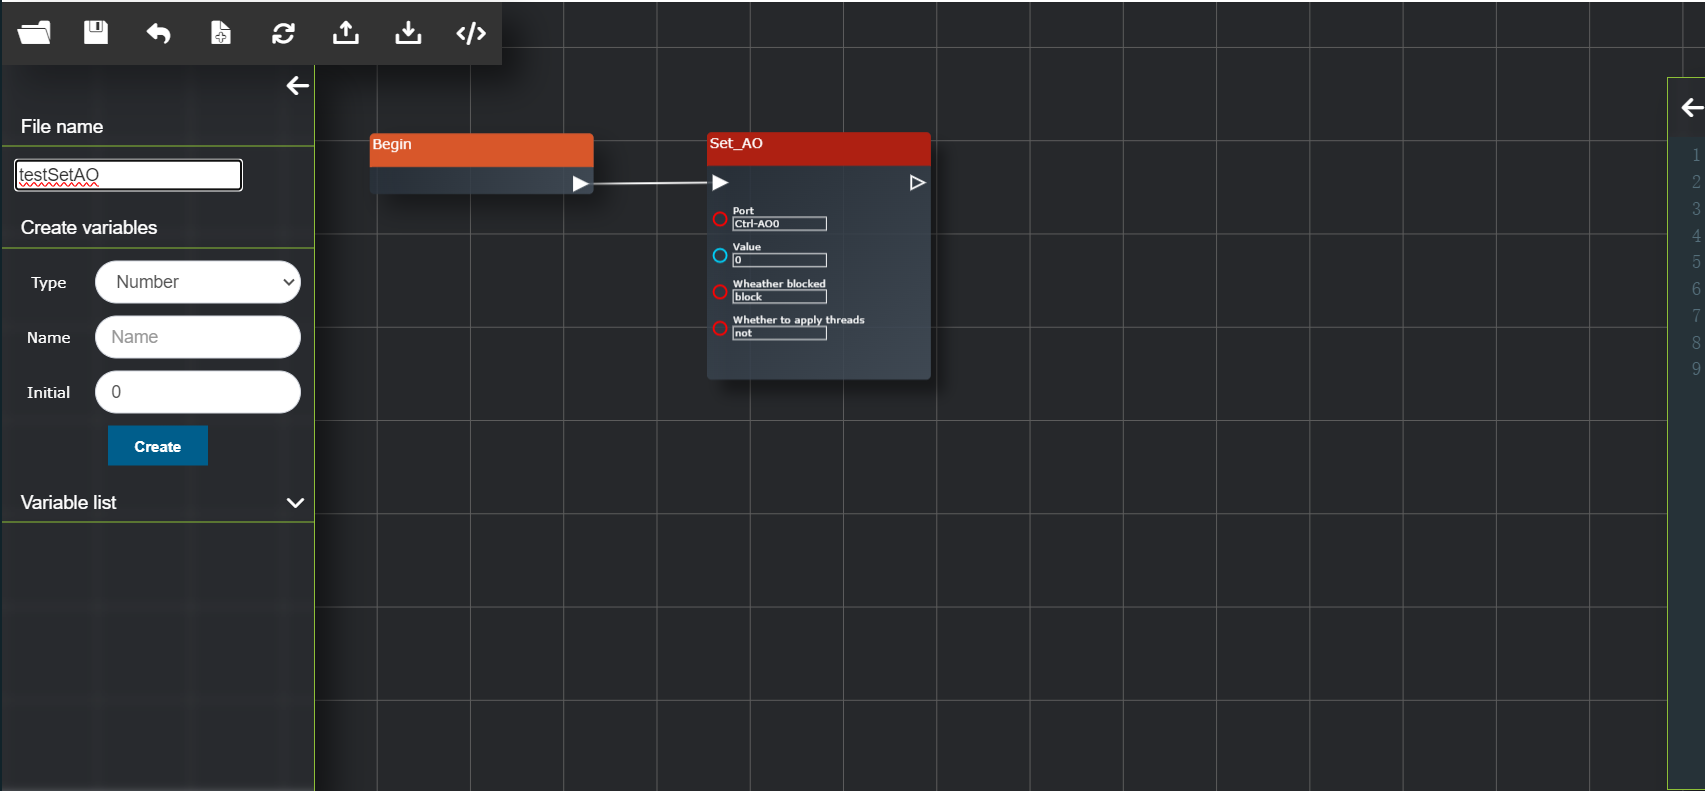 File name
testSetAO
Create variables
Type
Number
Name
Name
Initial
0
Create
Variable list
Begin
Set_AO
Port
Ctrl-AO0
Value
0
Wheather blocked
block
Whether to apply threads
not
1
2
3
4
5
6
7
8
9